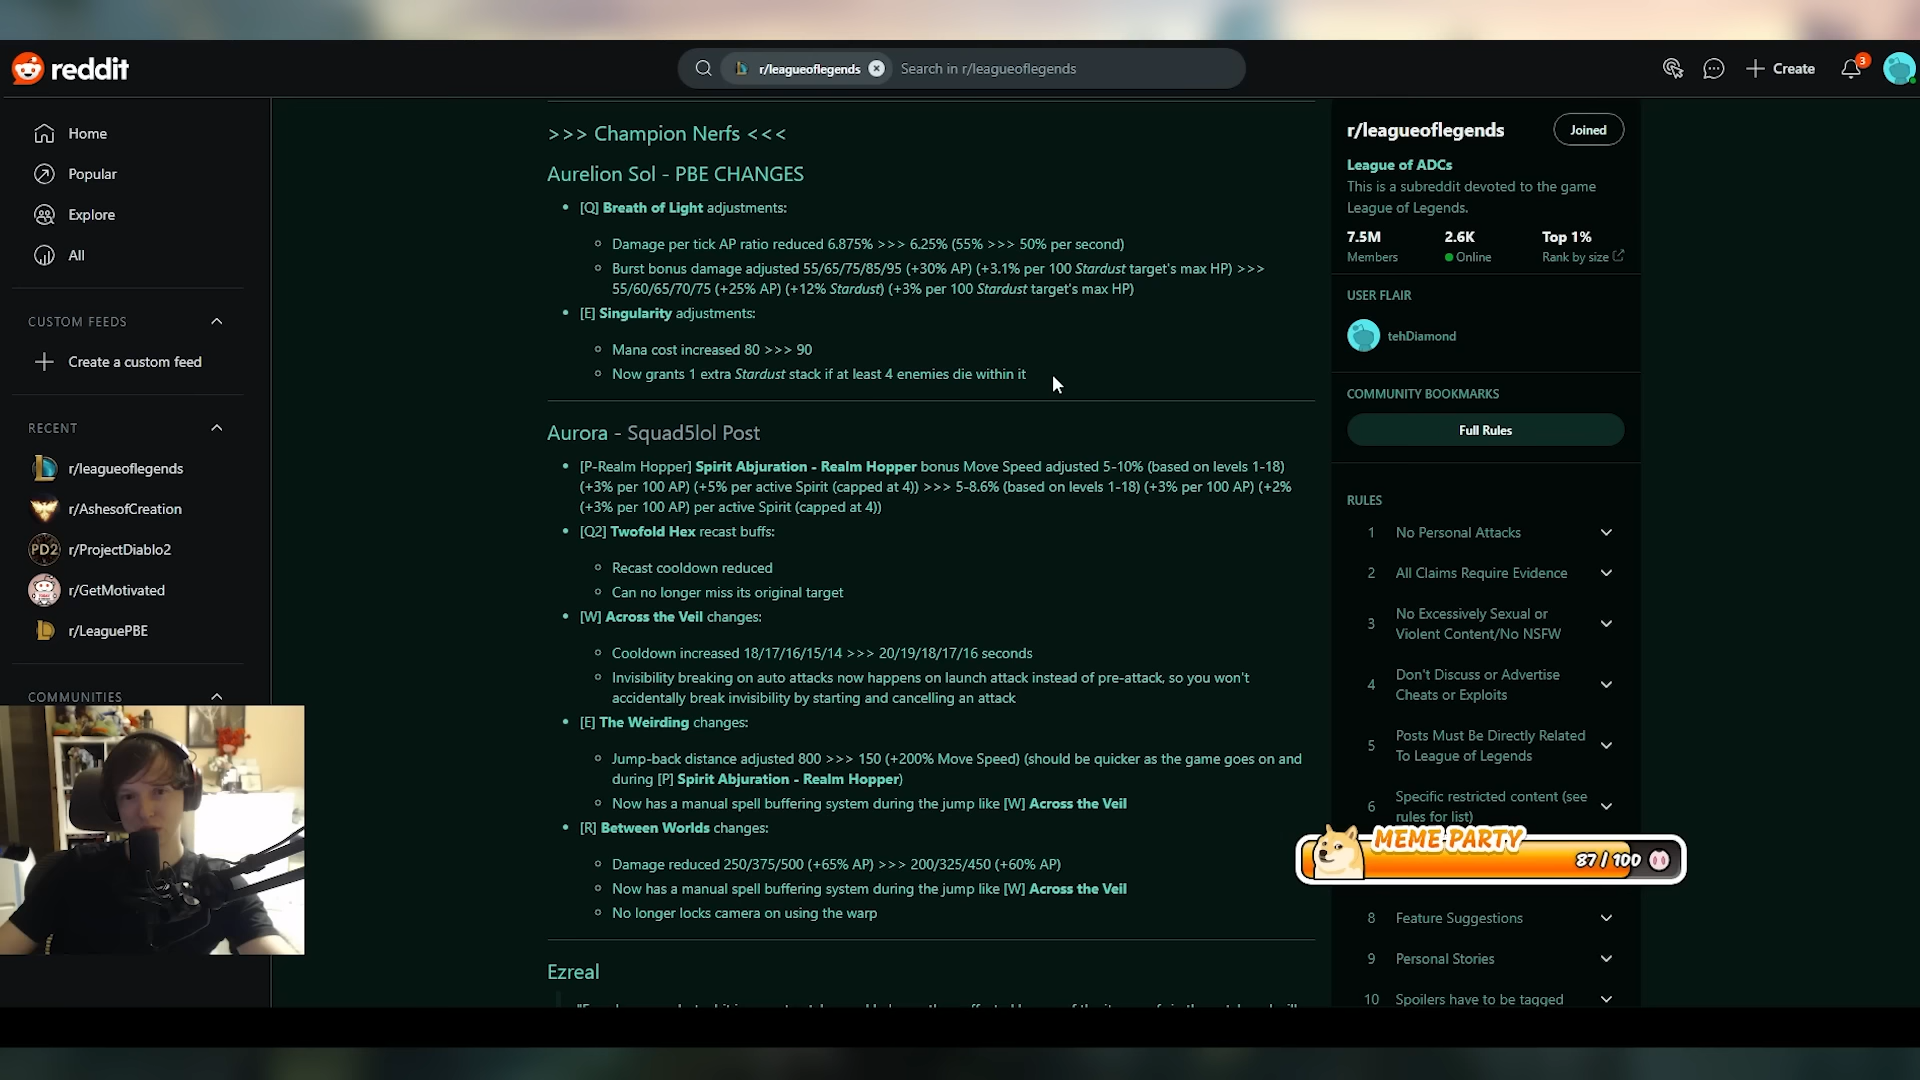 reddit
r/leagueoflegends
Search in r/leagueoflegends
Create
3
Home
Popular
Explore
All
CUSTOM FEEDS
Create a custom feed
RECENT
r/leagueoflegends
r/AshesofCreation
PD2
r/ProjectDiablo2
r/GetMotivated
r/LeaguePBE
COMMUNITIES
>>> Champion Nerfs <<<
Aurelion Sol - PBE CHANGES
[Q] Breath of Light adjustments:
Damage per tick AP ratio reduced 6.875% >>> 6.25% (55% >>> 50% per second)
Burst bonus damage adjusted 55/65/75/85/95 (+30% AP) (+3.1% per 100 Stardust target's max HP) >>>
55/60/65/70/75 (+25% AP) (+12% Stardust) (+3% per 100 Stardust target's max HP)
[E] Singularity adjustments:
Mana cost increased 80 >>> 90
Now grants 1 extra Stardust stack if at least 4 enemies die within it
Aurora - Squad5lol Post
[P-Realm Hopper] Spirit Abjuration - Realm Hopper bonus Move Speed adjusted 5-10% (based on levels 1-18)
(+3% per 100 AP) (+5% per active Spirit (capped at 4)) >>> 5-8.6% (based on levels 1-18) (+3% per 100 AP) (+2%
(+3% per 100 AP) per active Spirit (capped at 4))
[Q2] Twofold Hex recast buffs:
Recast cooldown reduced
Can no longer miss its original target
[W] Across the Veil changes:
Cooldown increased 18/17/16/15/14 >>> 20/19/18/17/16 seconds
Invisibility breaking on auto attacks now happens on launch attack instead of pre-attack, so you won't
accidentally break invisibility by starting and cancelling an attack
[E] The Weirding changes:
Jump-back distance adjusted 800 >>> 150 (+200% Move Speed) (should be quicker as the game goes on and
during [P] Spirit Abjuration - Realm Hopper)
Now has a manual spell buffering system during the jump like [W] Across the Veil
[R] Between Worlds changes:
Damage reduced 250/375/500 (+65% AP) >>> 200/325/450 (+60% AP)
Now has a manual spell buffering system during the jump like [W] Across the Veil
No longer locks camera on using the warp
Ezreal
r/leagueoflegends
Joined
League of ADCs
This is a subreddit devoted to the game
League of Legends.
7.5M
2.6K
Top 1%
Members
Online
Rank by size
USER FLAIR
tehDiamond
COMMUNITY BOOKMARKS
Full Rules
RULES
1 No Personal Attacks
2 All Claims Require Evidence
3 No Excessively Sexual or
Violent Content/No NSFW
4 Don't Discuss or Advertise
Cheats or Exploits
5 Posts Must Be Directly Related
To League of Legends
6 Specific restricted content (see
rules for list)
MEME PARTY
87 / 100
8 Feature Suggestions
9 Personal Stories
10 Spoilers have to be tagged